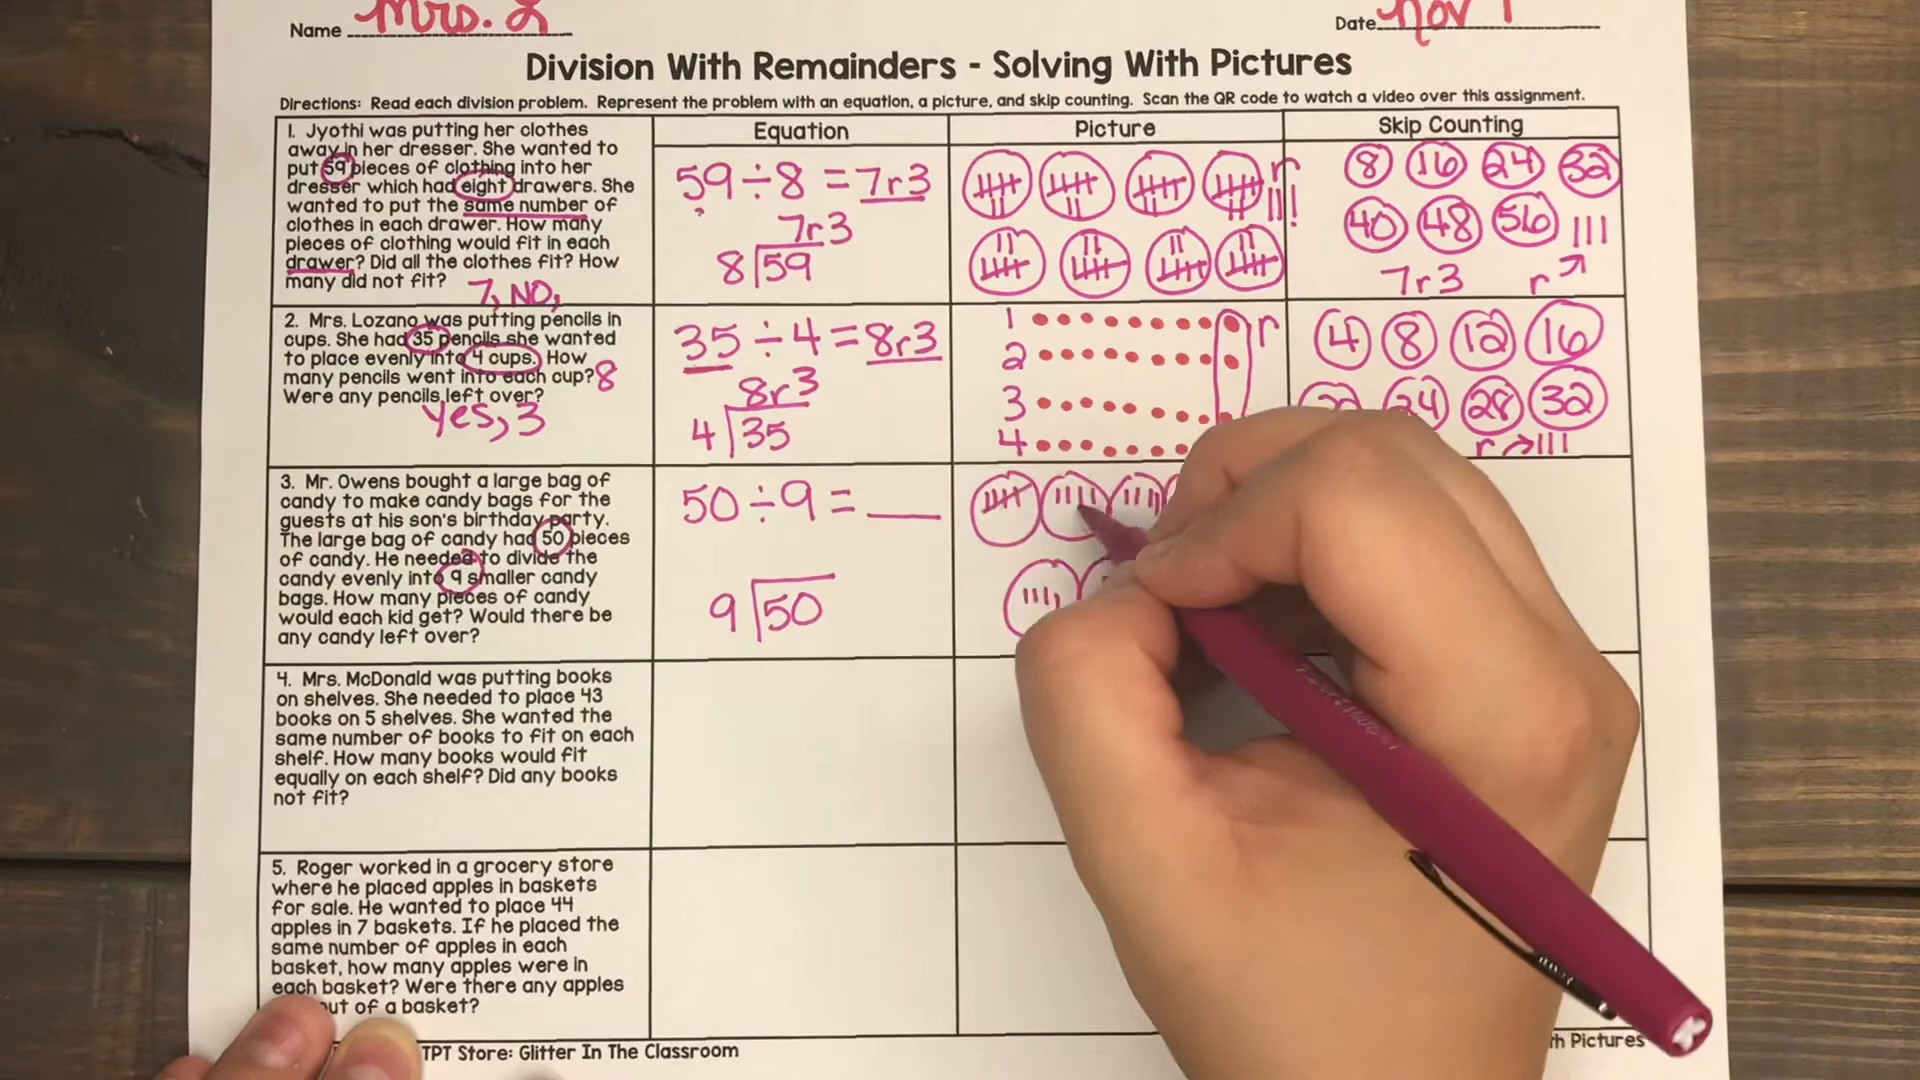 Name Mrs. L
Date Nov 1
Division With Remainders - Solving With Pictures
Directions: Read each division problem. Represent the problem with an equation, a picture, and skip counting. Scan the QR code to watch a video over this assignment.
Equation
Picture
Skip Counting
1. Jyothi was putting her clothes
away in her dresser. She wanted to
put 59 pieces of clothing into her
dresser which had eight drawers. She
wanted to put the same number of
clothes in each drawer. How many
pieces of clothing would fit in each
drawer? Did all the clothes fit? How
many did not fit?
7, NO,
59 ÷ 8 = 7r3
7r3
8 59
r
8 16 24 32
40 48 56
7r3 r
2. Mrs. Lozano was putting pencils in
cups. She had 35 pencils she wanted
to place evenly into 4 cups. How
many pencils went into each cup? 8
Were any pencils left over?
yes, 3
35 ÷ 4 = 8r3
8r3
4 35
1 r
2
3
4
4 8 12 16
24 28 32
r
3. Mr. Owens bought a large bag of
candy to make candy bags for the
guests at his son's birthday party.
The large bag of candy had 50 pieces
of candy. He needed to divide the
candy evenly into 9 smaller candy
bags. How many pieces of candy
would each kid get? Would there be
any candy left over?
50 ÷ 9 =
9 50
4. Mrs. McDonald was putting books
on shelves. She needed to place 43
books on 5 shelves. She wanted the
same number of books to fit on each
shelf. How many books would fit
equally on each shelf? Did any books
not fit?
5. Roger worked in a grocery store
where he placed apples in baskets
for sale. He wanted to place 44
apples in 7 baskets. If he placed the
same number of apples in each
basket, how many apples were in
each basket? Were there any apples
out of a basket?
TPT Store: Glitter In The Classroom
Pictures